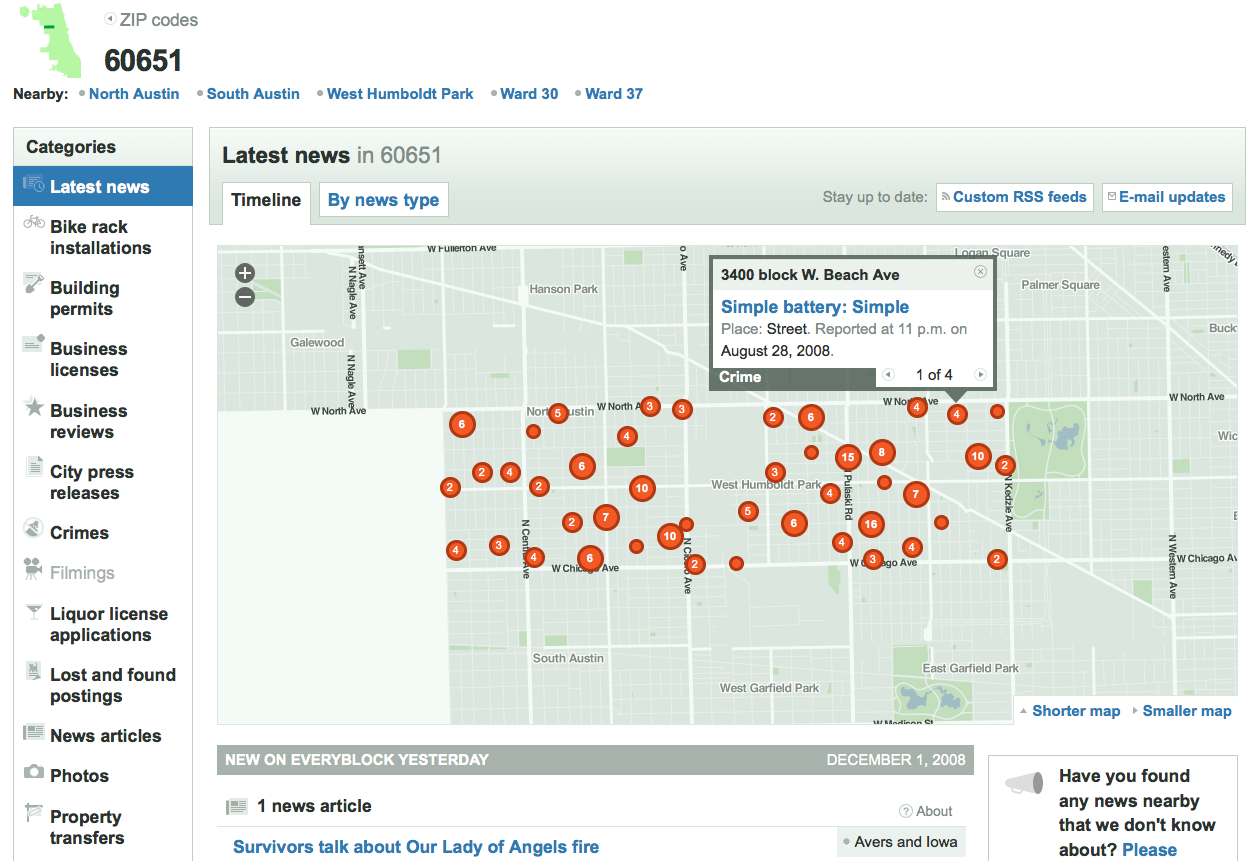 ZIP codes
60651
Nearby: North Austin South Austin West Humboldt Park Ward 30 Ward 37
Categories
Latest news
Bike rack
installations
Building
permits
Business
licenses
Business
reviews
City press
releases
Crimes
Filmings
Liquor license
applications
Lost and found
postings
News articles
Photos
Property
transfers
Latest news in 60651
Timeline
By news type
Stay up to date: Custom RSS feeds E-mail updates
W Fullerton Ave
N Nagle Ave
N Nagle Ave
Hanson Park
Galewood
W North Ave
Logan Square
Palmer Square
3400 block W. Beach Ave
Simple battery: Simple
Place: Street. Reported at 11 p.m. on
August 28, 2008.
Crime
1 of 4
W North Ave
6
5
W North A
3
3
2
6
4
4
4
2
4
6
10
2
2
3
15
8
10
2
West Humboldt Park
N Pulaski Rd
N Kedzie Ave
4
7
2
7
5
6
16
10
4
3
4
6
2
4
3
4
2
W Chicago Ave
N Western Ave
South Austin
West Garfield Park
East Garfield Park
W Madison St
Shorter map
Smaller map
NEW ON EVERYBLOCK YESTERDAY
DECEMBER 1, 2008
1 news article
? About
Survivors talk about Our Lady of Angels fire
Avers and Iowa
Have you found
any news nearby
that we don't know
about? Please